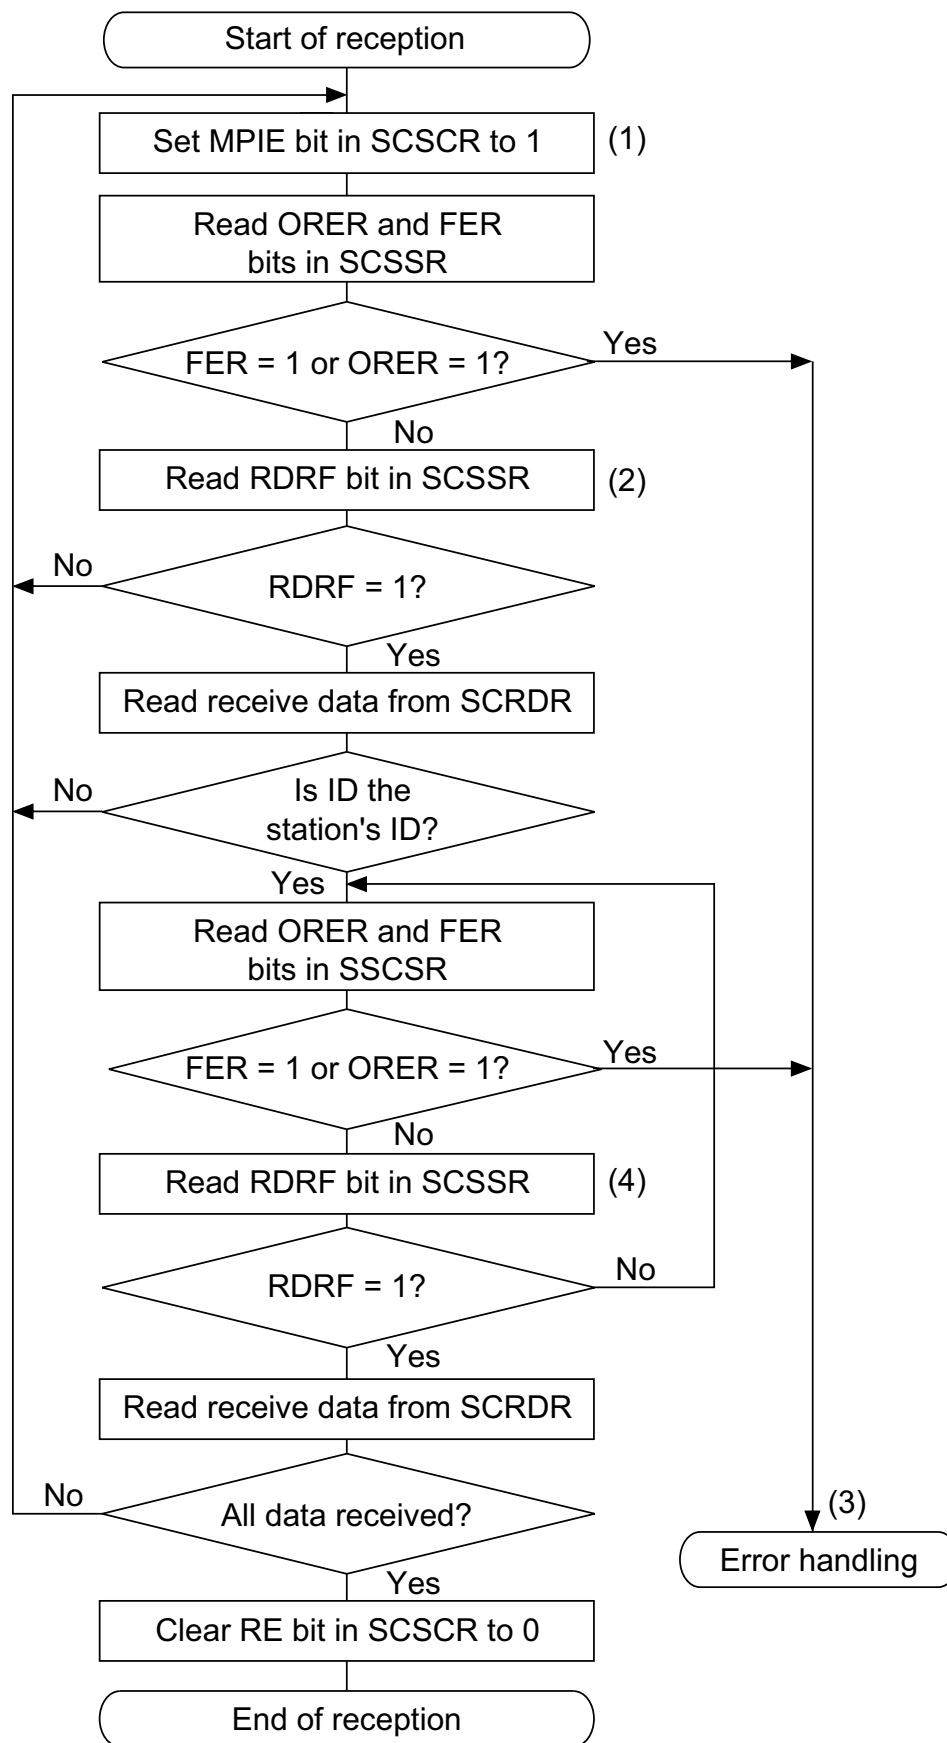 Start of reception
Set MPIE bit in SCSCR to 1
(1)
Read ORER and FER
bits in SCSSR
FER = 1 or ORER = 1?
Yes
No
Read RDRF bit in SCSSR
(2)
No
RDRF = 1?
Yes
Read receive data from SCRDR
No
Is ID the
station's ID?
Yes
Read ORER and FER
bits in SSCSR
FER = 1 or ORER = 1?
Yes
No
Read RDRF bit in SCSSR
(4)
RDRF = 1?
No
Yes
Read receive data from SCRDR
No
All data received?
(3)
Error handling
Yes
Clear RE bit in SCSCR to 0
End of reception